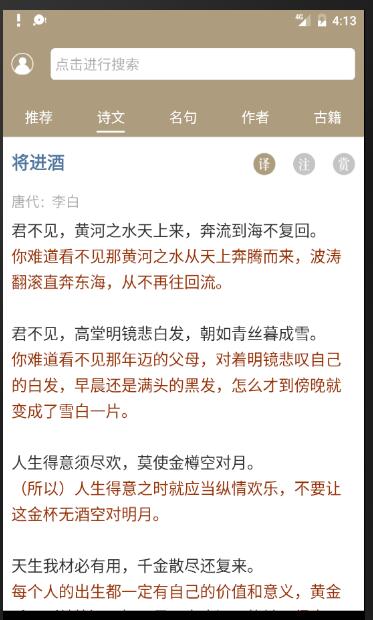 4G 4:13
点击进行搜索
推荐 诗文 名句 作者 古籍
将进酒 译 注 赏
唐代：李白
君不见，黄河之水天上来，奔流到海不复回。
你难道看不见那黄河之水从天上奔腾而来，波涛
翻滚直奔东海，从不再往回流。
君不见，高堂明镜悲白发，朝如青丝暮成雪。
你难道看不见那年迈的父母，对着明镜悲叹自己
的白发，早晨还是满头的黑发，怎么才到傍晚就
变成了雪白一片。
人生得意须尽欢，莫使金樽空对月。
（所以）人生得意之时就应当纵情欢乐，不要让
这金杯无酒空对明月。
天生我材必有用，千金散尽还复来。
每个人的出生都一定有自己的价值和意义，黄金